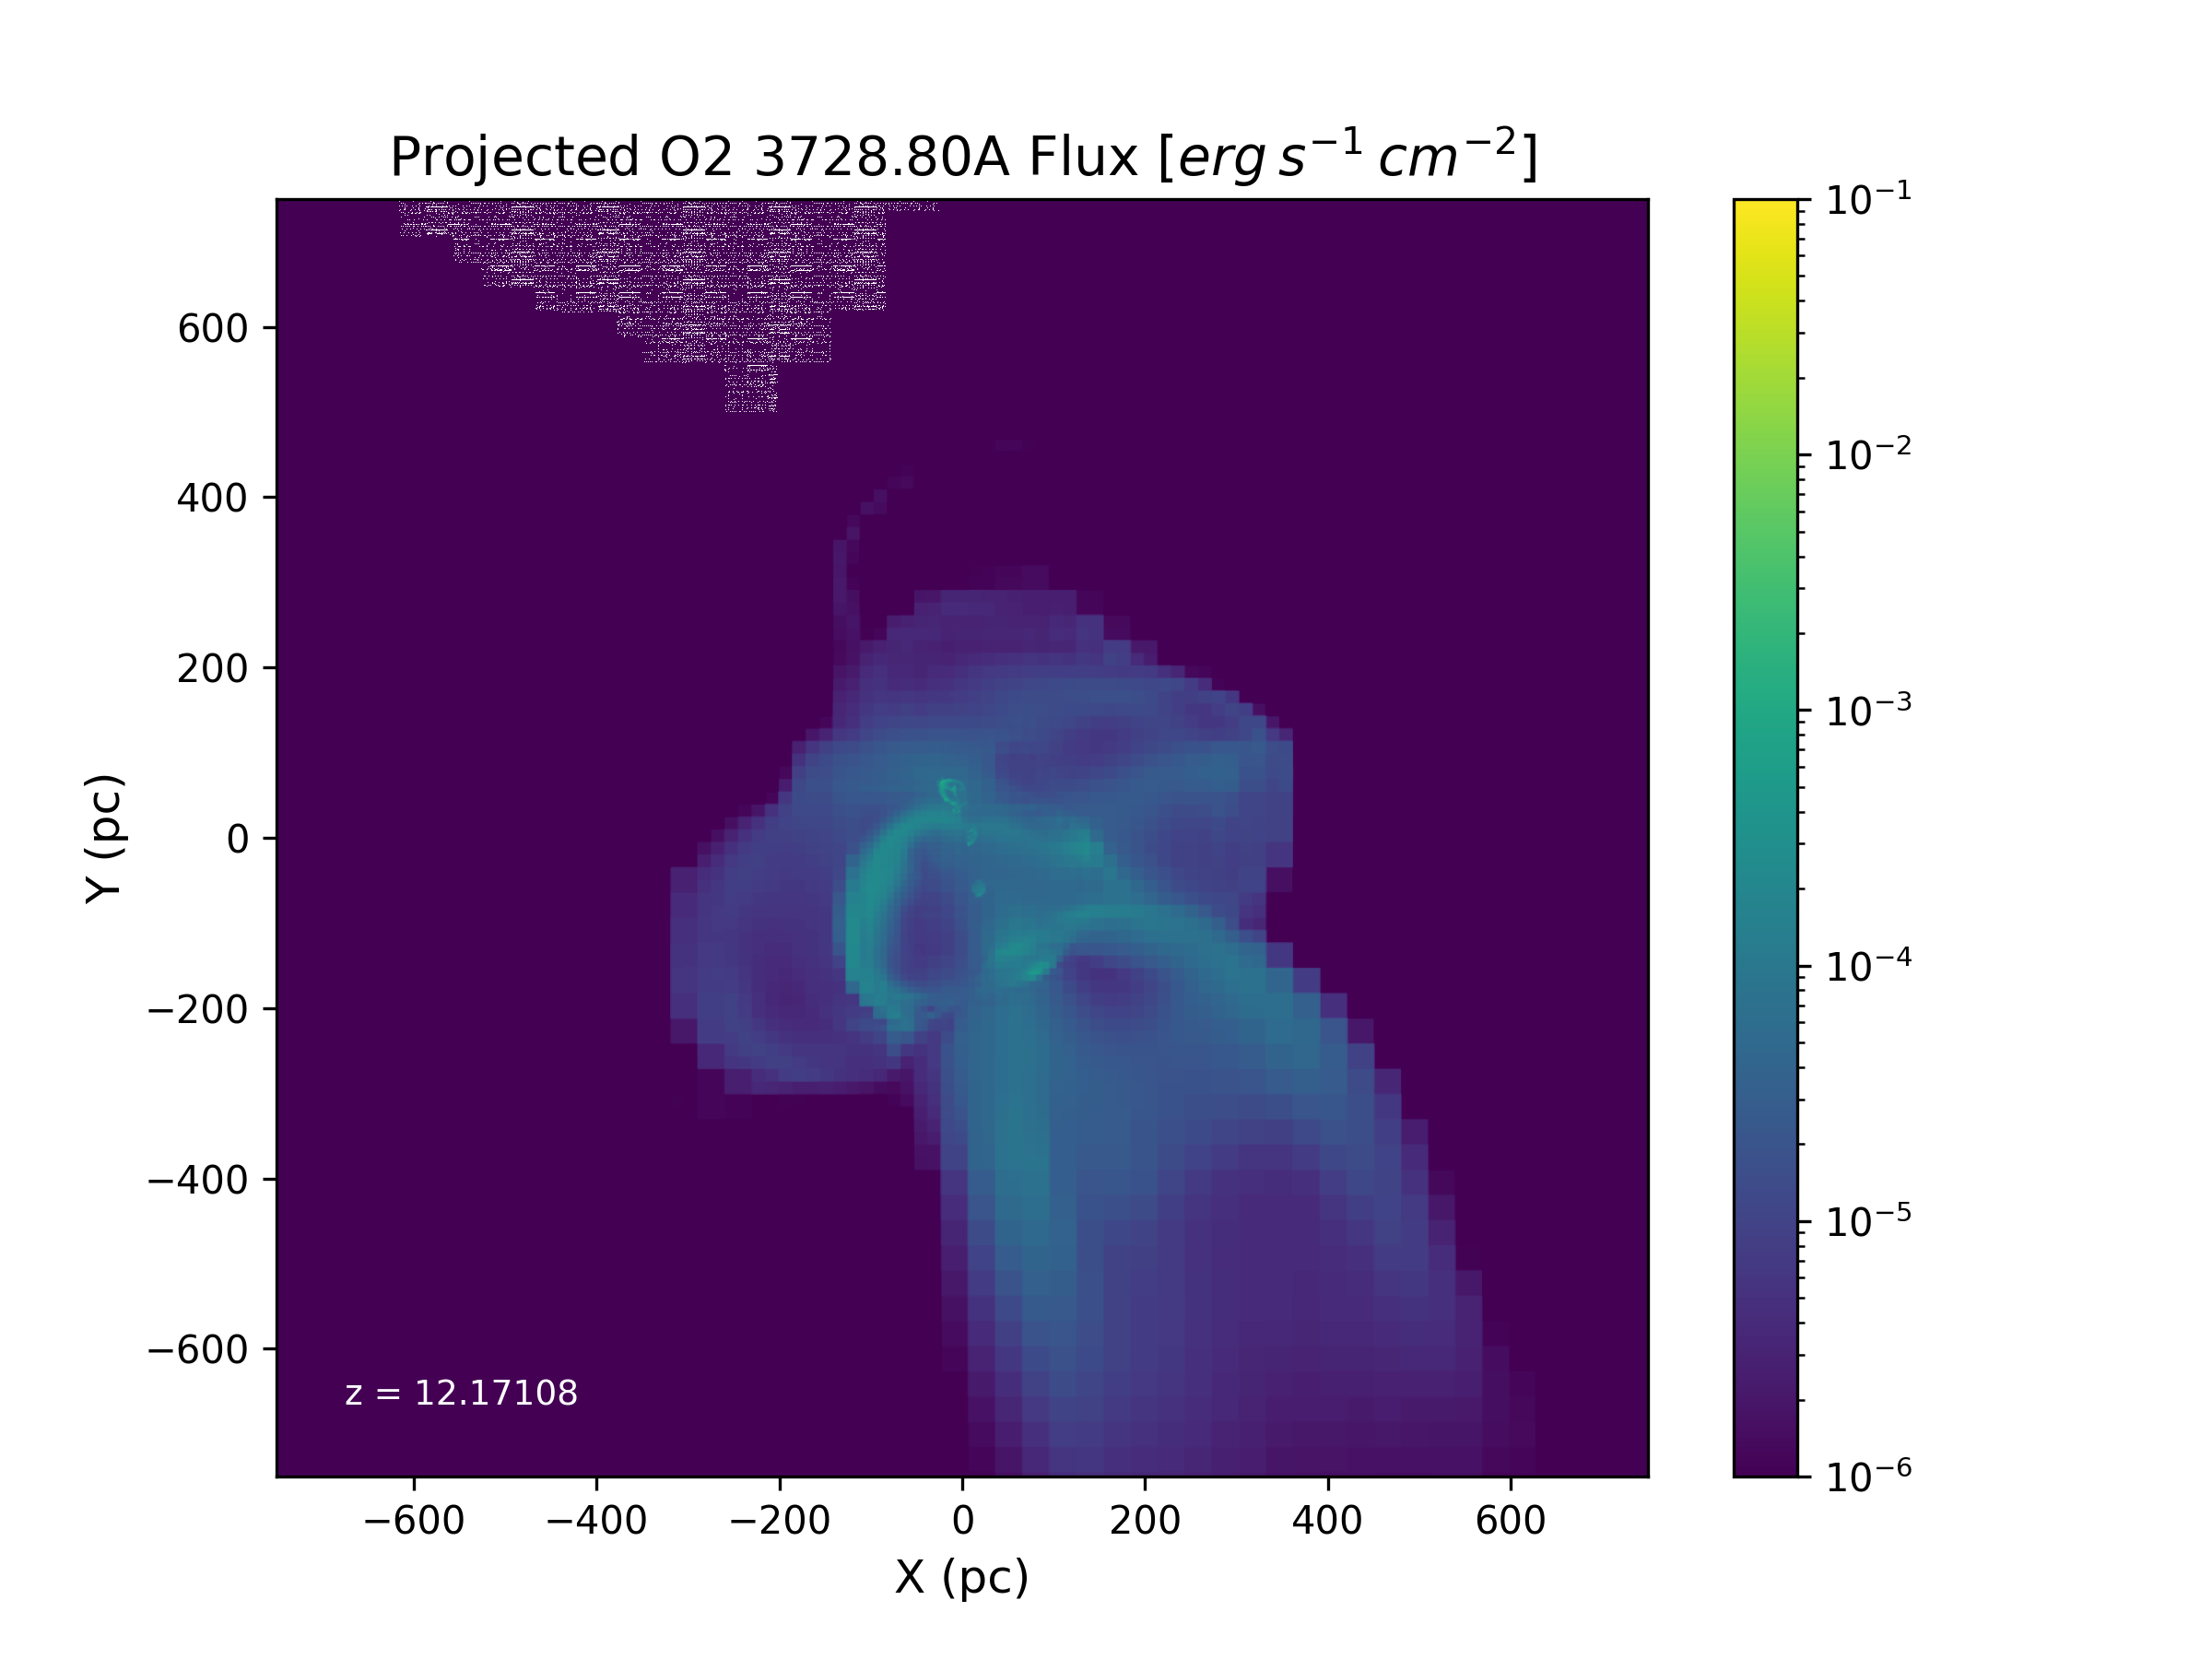 Projected O2 3728.80A Flux [erg s⁻¹ cm⁻²]
Y (pc)
600
400
200
0
−200
−400
−600
z = 12.17108
−600 −400 −200 0 200 400 600
X (pc)
10⁻¹
10⁻²
10⁻³
10⁻⁴
10⁻⁵
10⁻⁶